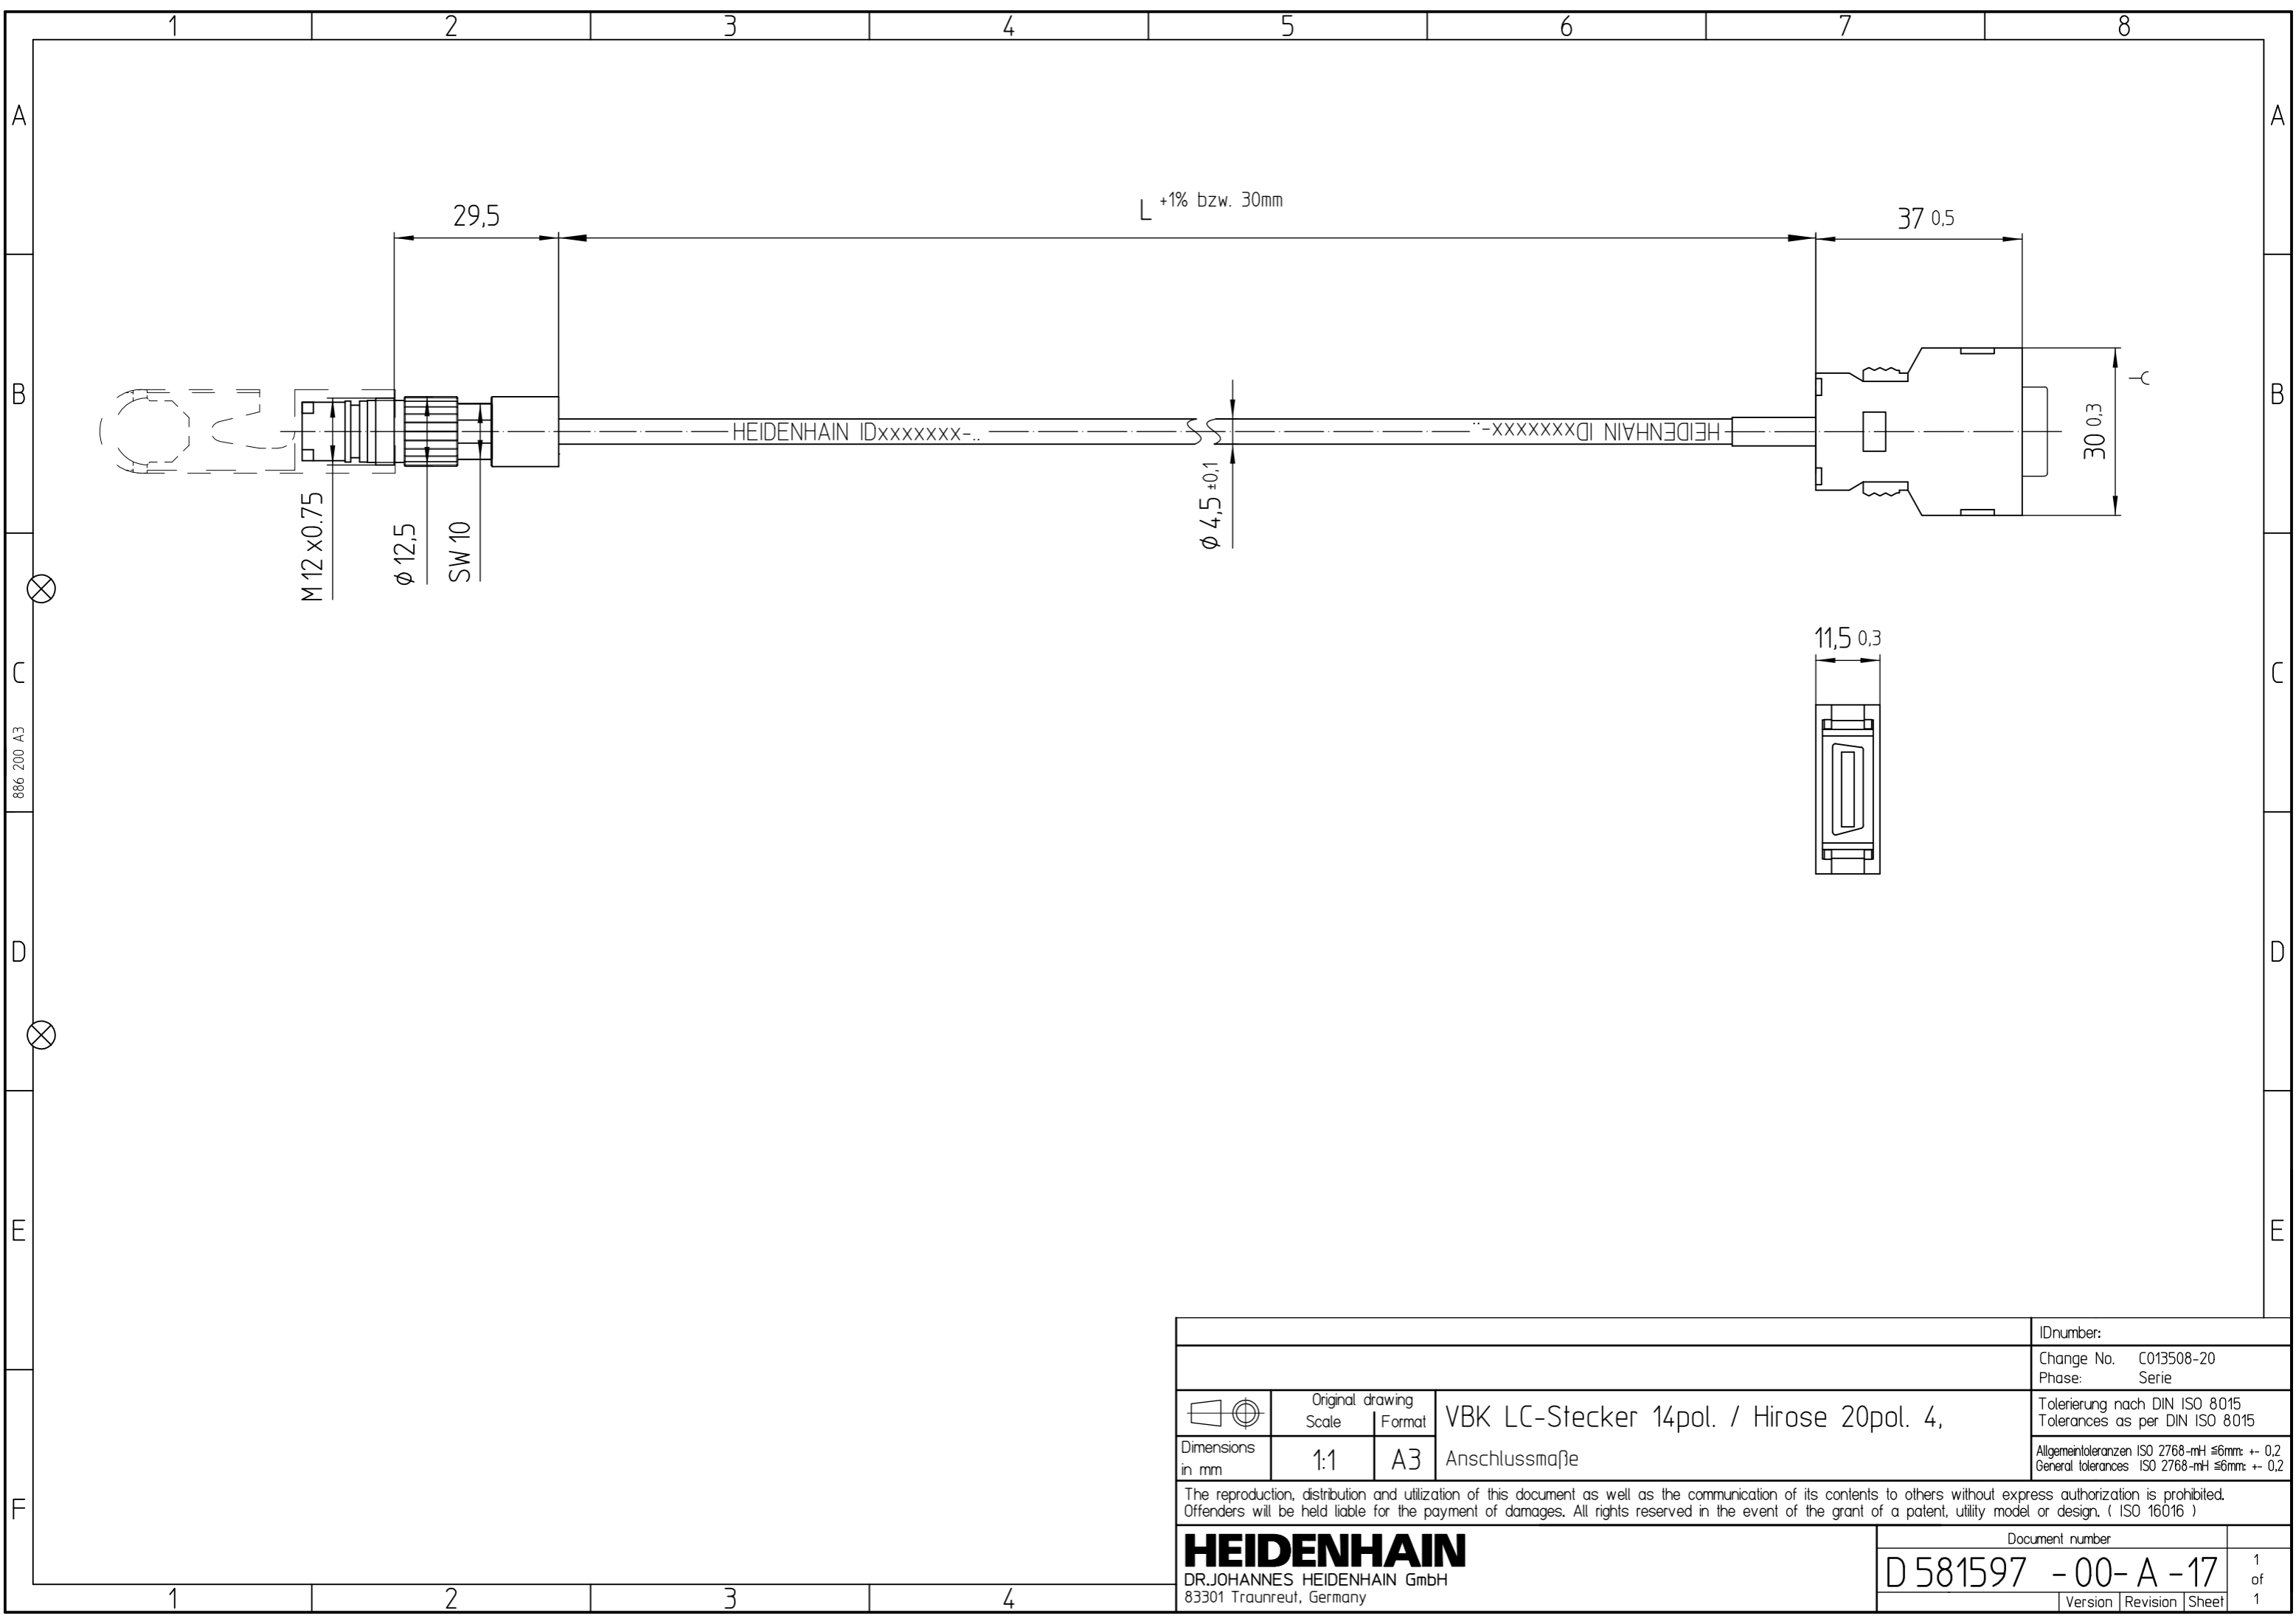 1 2 3 4 5 6 7 8
A A
29,5
L +1% bzw. 30mm
37 0,5
B B
HEIDENHAIN IDxxxxxxx-..
HEIDENHAIN IDxxxxxxx-..
30 0,3
M 12 x0.75
ϕ 12,5
SW 10
ϕ 4,5 ±0,1
11,5 0,3
C C
886 200 A3
D D
E E
F
IDnumber:
Change No. C013508-20
Phase: Serie
Original drawing
Scale Format
VBK LC-Stecker 14pol. / Hirose 20pol. 4,
Tolerierung nach DIN ISO 8015
Tolerances as per DIN ISO 8015
Dimensions
in mm
1:1 A3
Anschlussmaße
Allgemeintoleranzen ISO 2768-mH ≤6mm: +- 0,2
General tolerances ISO 2768-mH ≤6mm: +- 0,2
The reproduction, distribution and utilization of this document as well as the communication of its contents to others without express authorization is prohibited.
Offenders will be held liable for the payment of damages. All rights reserved in the event of the grant of a patent, utility model or design. ( ISO 16016 )
HEIDENHAIN
DR.JOHANNES HEIDENHAIN GmbH
83301 Traunreut, Germany
Document number
D 581597 -00- A -17
Version Revision Sheet
1
of
1
1 2 3 4